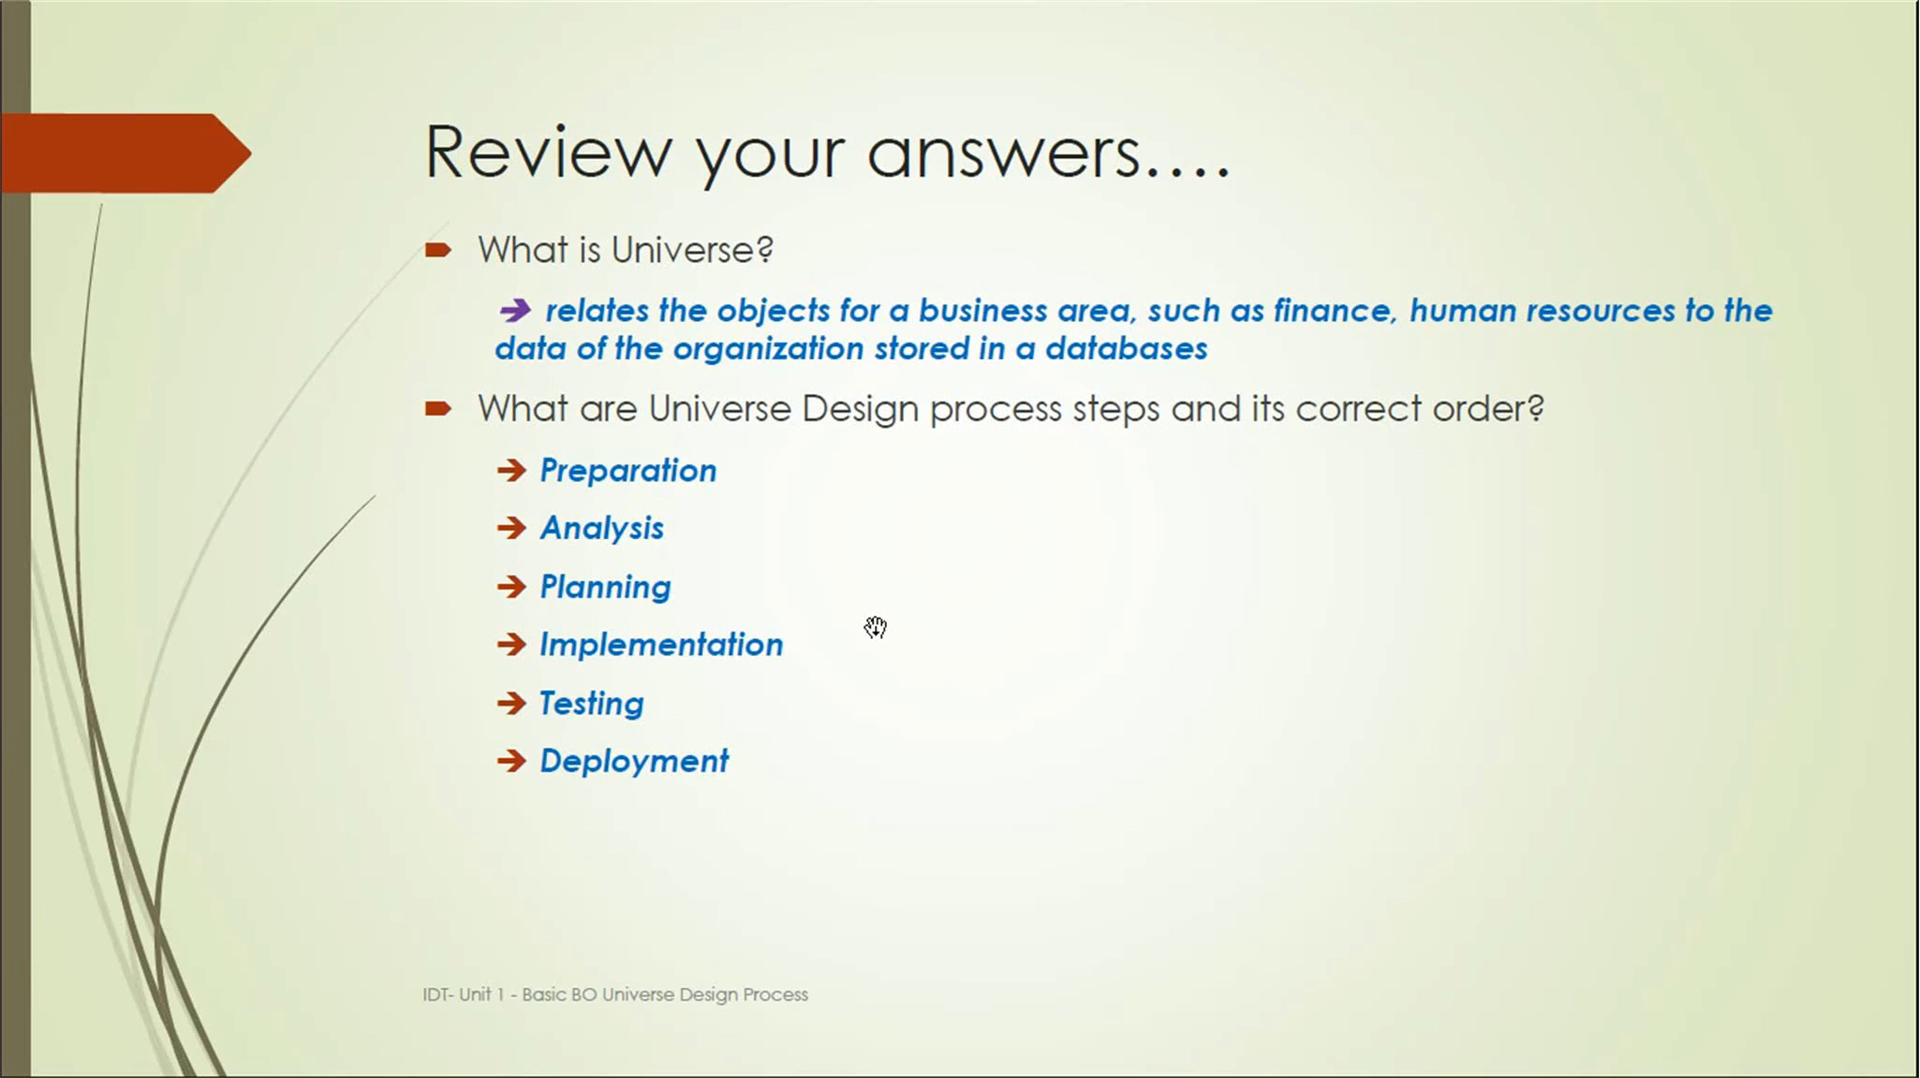 Review your answers....
What is Universe?
➔ relates the objects for a business area, such as finance, human resources to the
data of the organization stored in a databases
What are Universe Design process steps and its correct order?
➔ Preparation
➔ Analysis
➔ Planning
➔ Implementation
➔ Testing
➔ Deployment
IDT- Unit 1 - Basic BO Universe Design Process